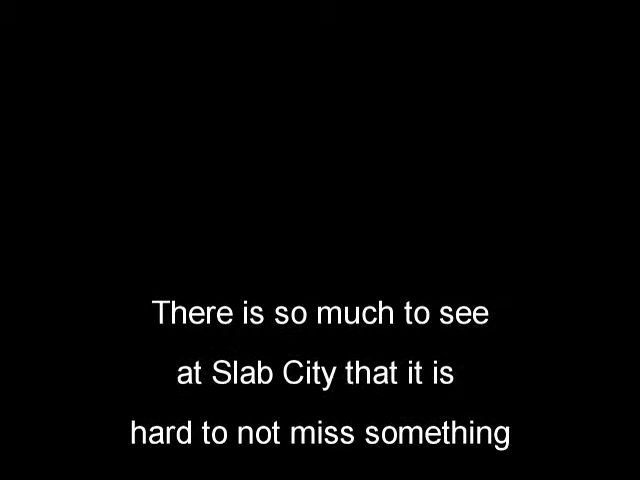 There is so much to see
at Slab City that it is
hard to not miss something